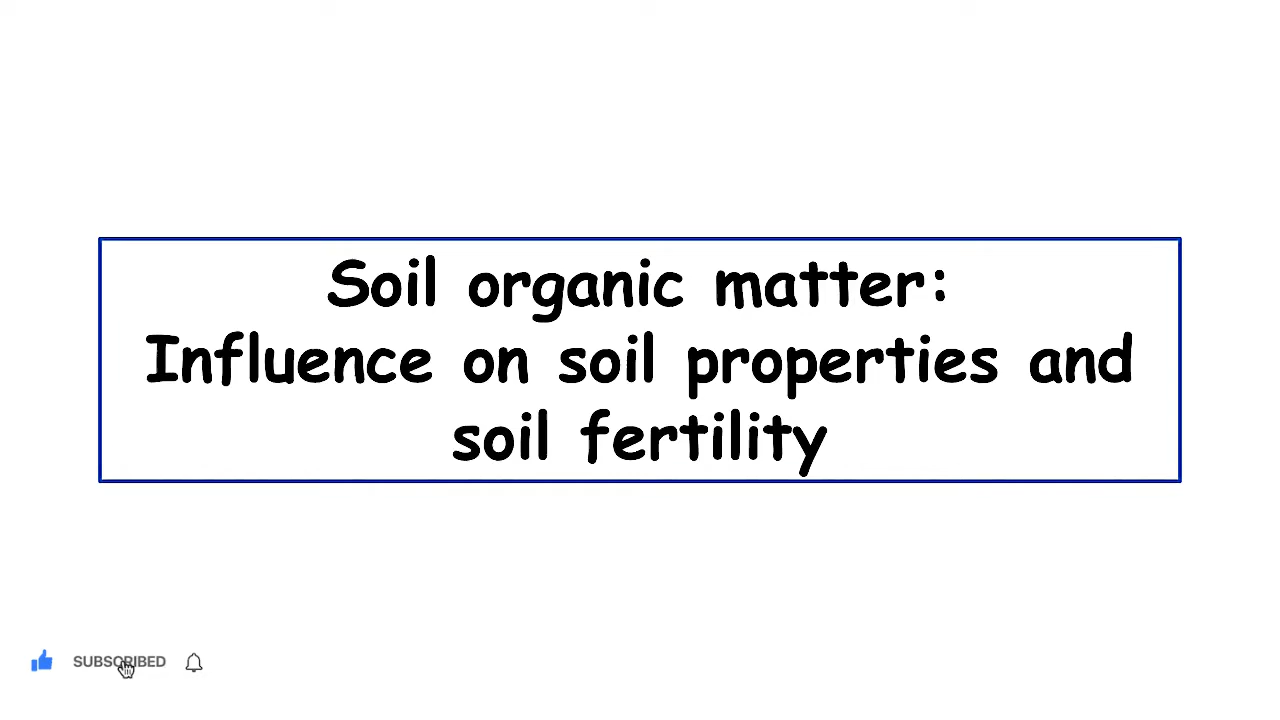 Soil organic matter:
Influence on soil properties and
soil fertility
SUBSCRIBED